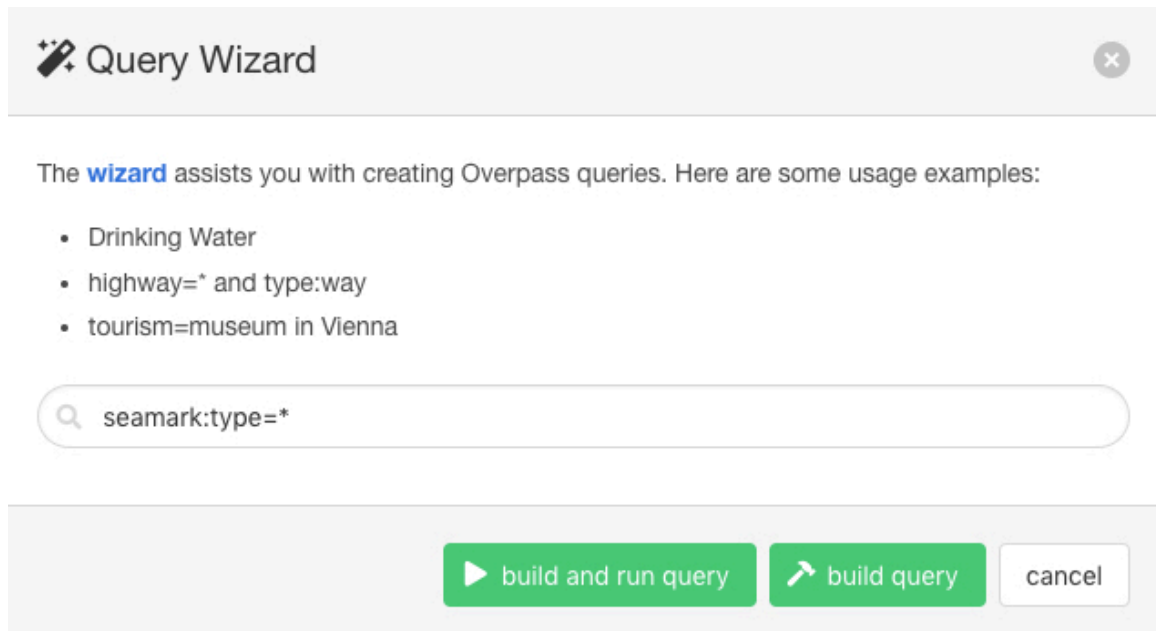 Query Wizard
The wizard assists you with creating Overpass queries. Here are some usage examples:
• Drinking Water
• highway=* and type:way
• tourism=museum in Vienna
seamark:type=*
build and run query
build query
cancel